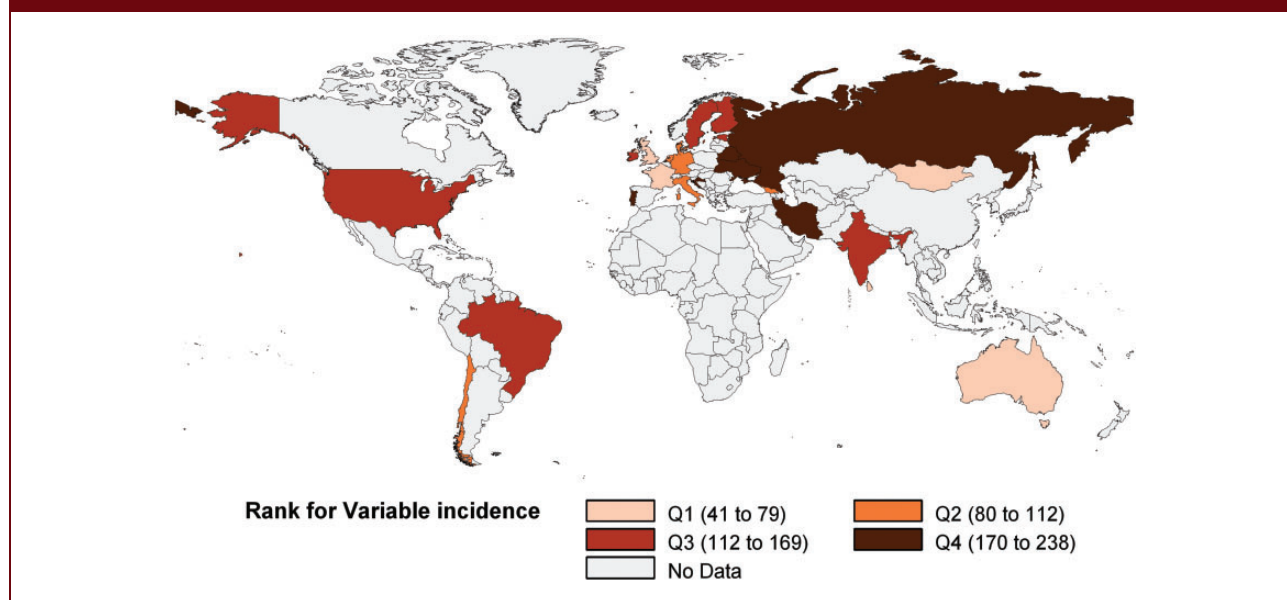 Rank for Variable incidence
Q1 (41 to 79)
Q2 (80 to 112)
Q3 (112 to 169)
Q4 (170 to 238)
No Data